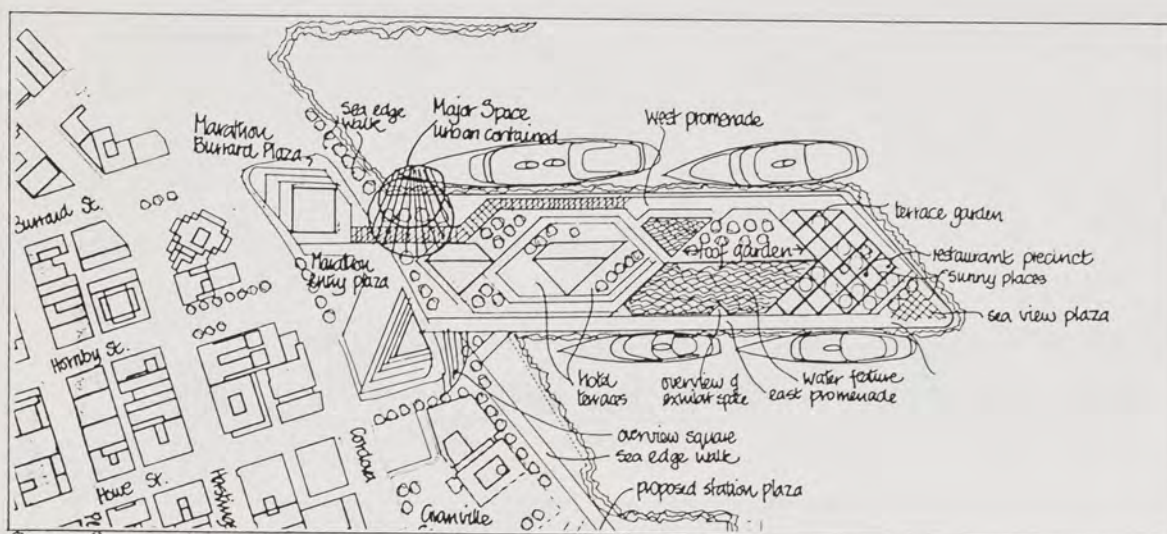 Sea edge
walk
Major Space
urban contained
West promenade
Marathon
Burrard Plaza
Burrard St.
terrace garden
roof garden
restaurant precinct
sunny places
sea view plaza
Marathon
Entry plaza
Hornby St.
hotel
terraces
overview of
exhibit space
water feature
east promenade
overview square
sea edge walk
Cordova
Howe St.
Hastings
Granville
proposed station plaza